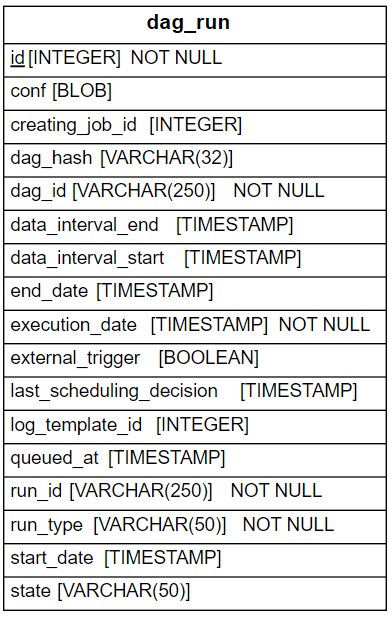 dag_run
id [INTEGER] NOT NULL
conf [BLOB]
creating_job_id [INTEGER]
dag_hash [VARCHAR(32)]
dag_id [VARCHAR(250)] NOT NULL
data_interval_end [TIMESTAMP]
data_interval_start [TIMESTAMP]
end_date [TIMESTAMP]
execution_date [TIMESTAMP] NOT NULL
external_trigger [BOOLEAN]
last_scheduling_decision [TIMESTAMP]
log_template_id [INTEGER]
queued_at [TIMESTAMP]
run_id [VARCHAR(250)] NOT NULL
run_type [VARCHAR(50)] NOT NULL
start_date [TIMESTAMP]
state [VARCHAR(50)]